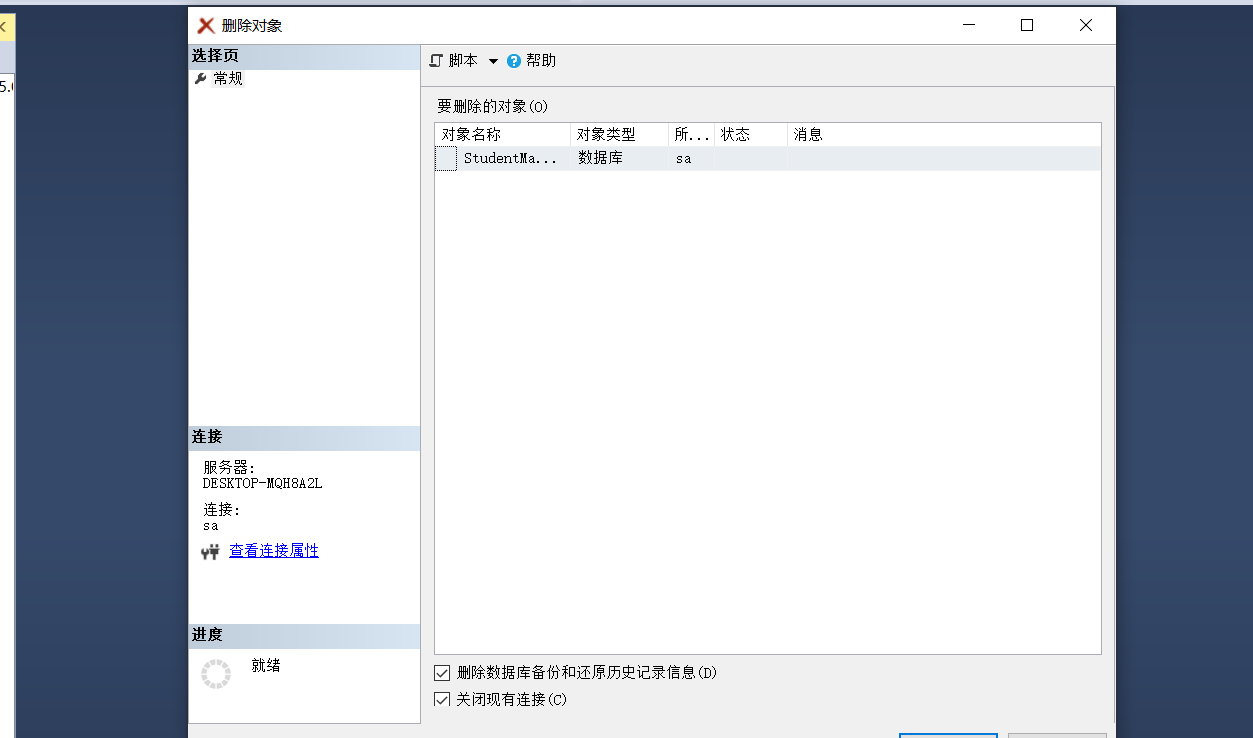 删除对象
选择页
常规
脚本 帮助
要删除的对象(O)
对象名称 对象类型 所... 状态 消息
StudentMa... 数据库 sa
连接
服务器:
DESKTOP-MQH8A2L
连接:
sa
查看连接属性
进度
就绪
删除数据库备份和还原历史记录信息(D)
关闭现有连接(C)